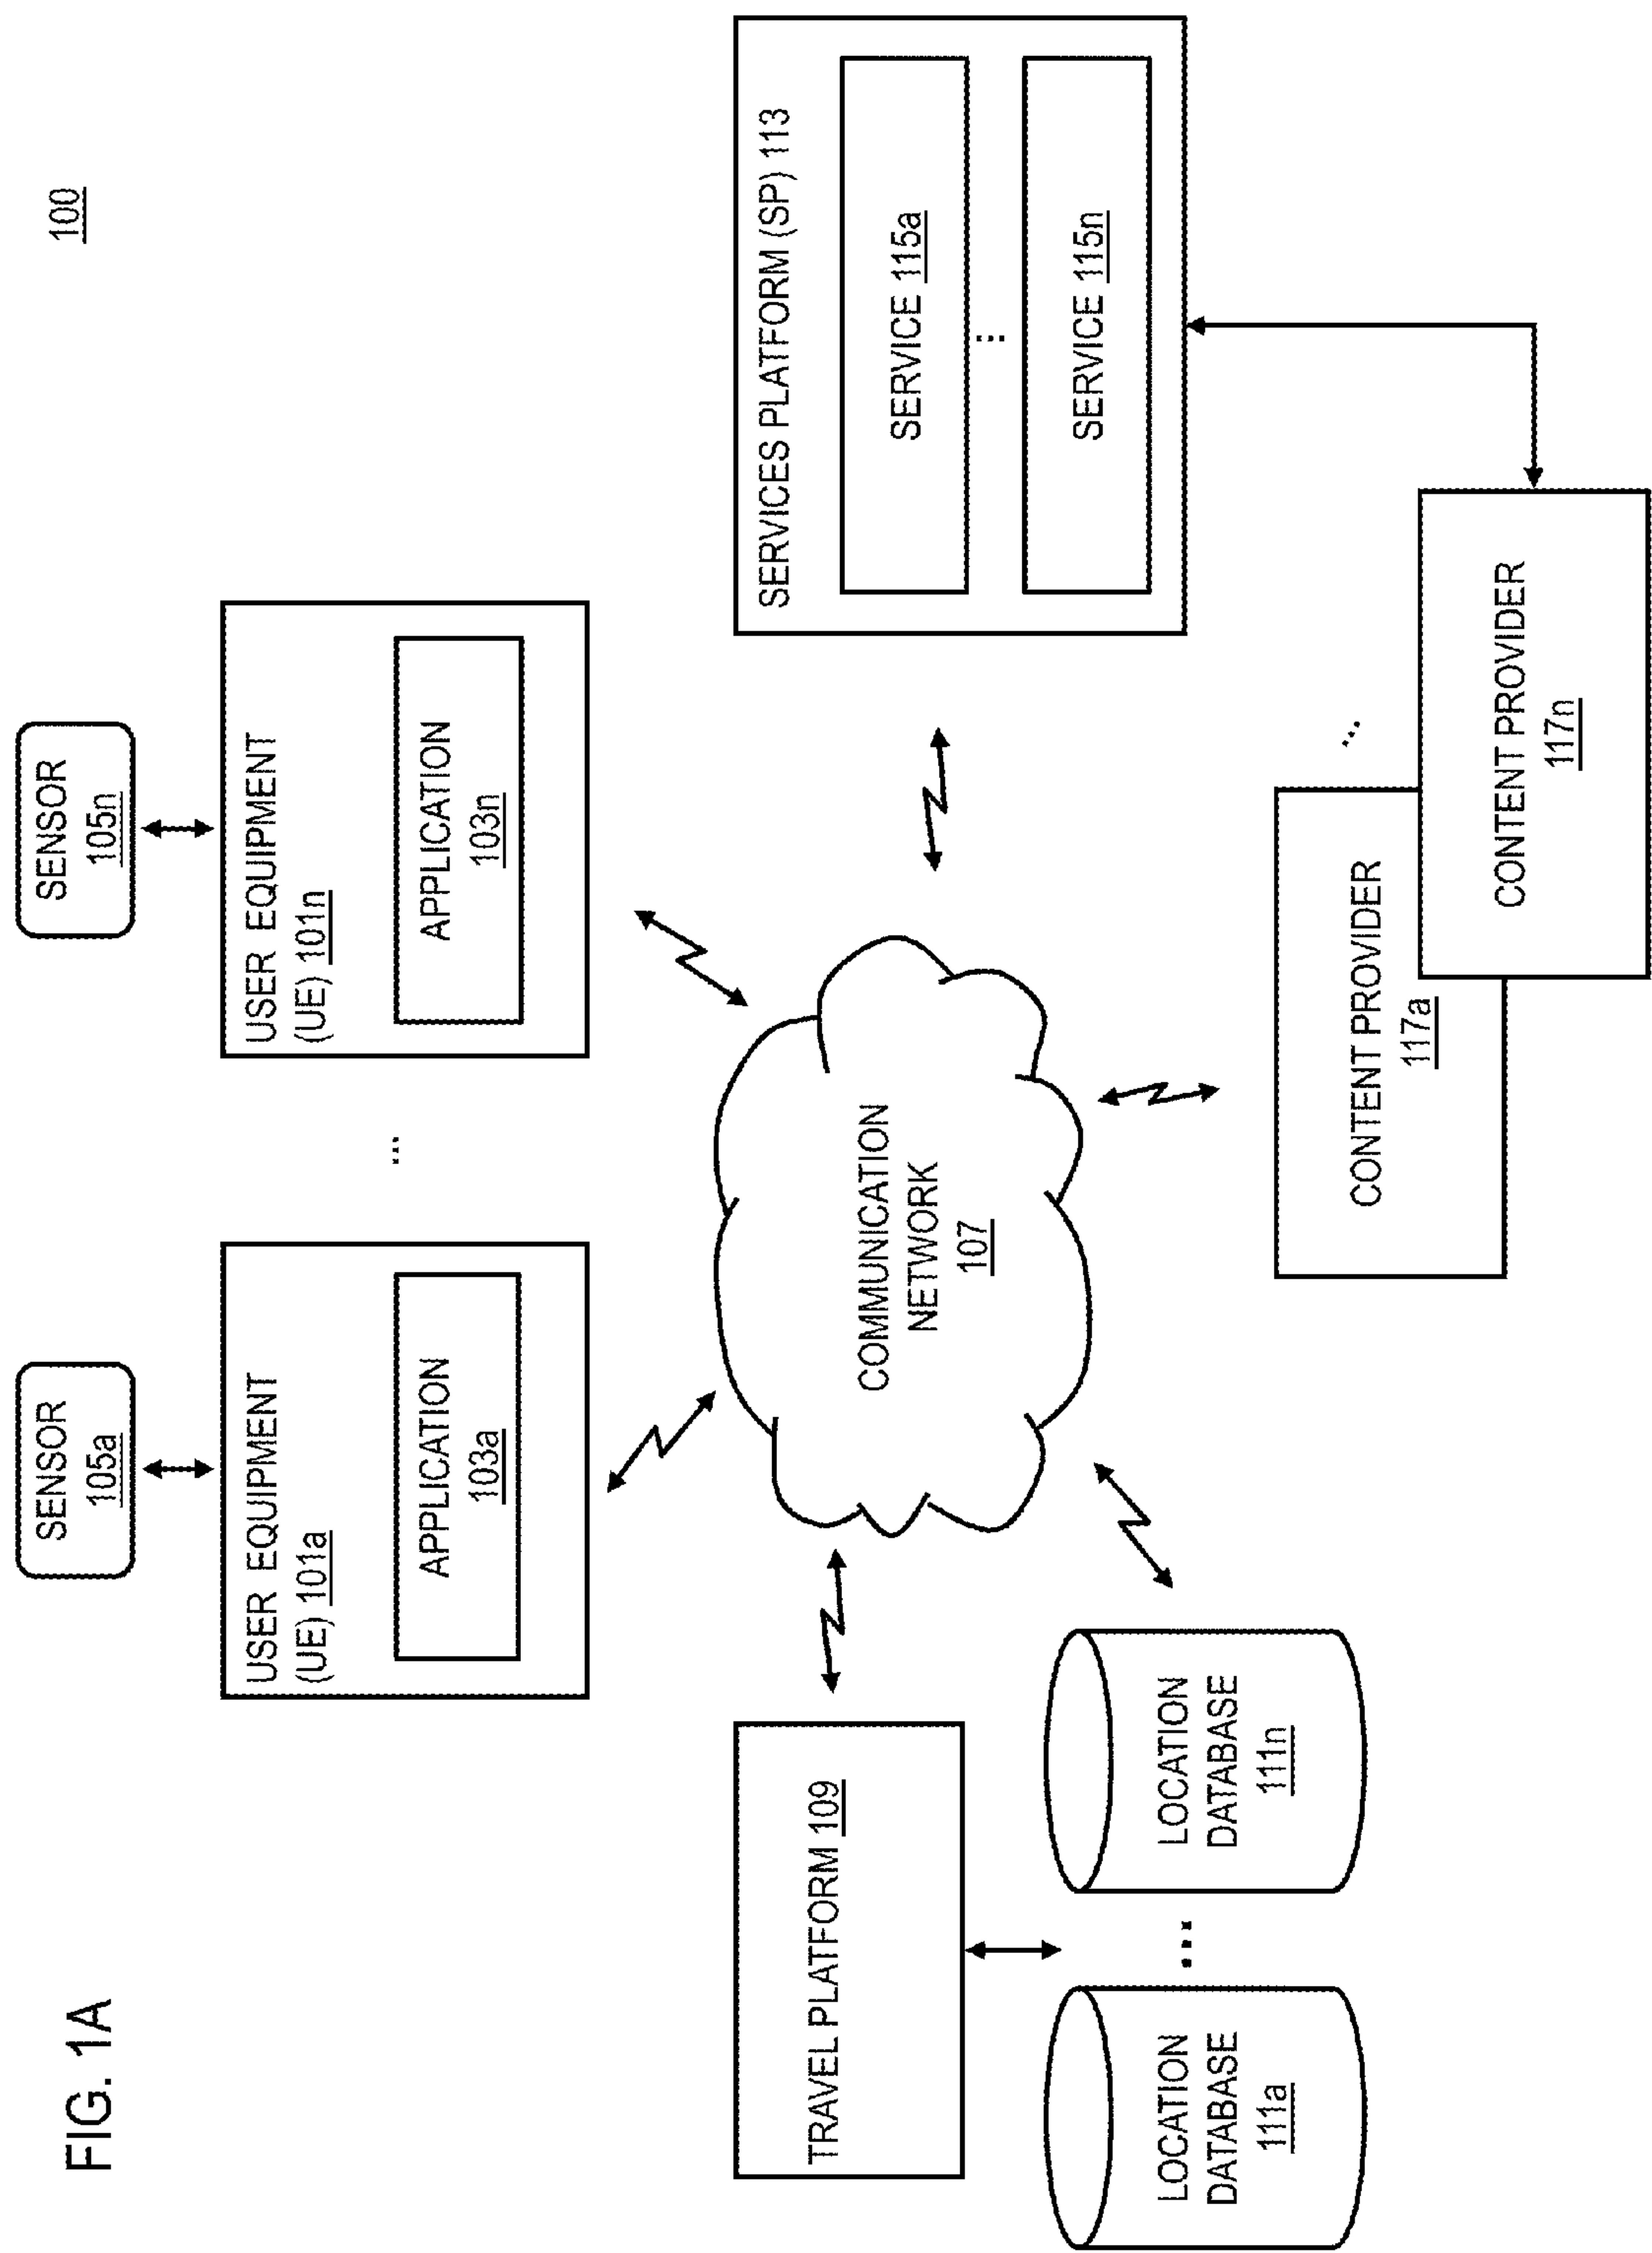 FIG. 1A
100
SENSOR
105a
SENSOR
105n
USER EQUIPMENT
(UE) 101a
APPLICATION
103a
...
USER EQUIPMENT
(UE) 101n
APPLICATION
103n
TRAVEL PLATFORM 109
COMMUNICATION
NETWORK
107
SERVICES PLATFORM (SP) 113
SERVICE 115a
...
SERVICE 115n
LOCATION
DATABASE
111a
...
LOCATION
DATABASE
111n
CONTENT PROVIDER
117a
...
CONTENT PROVIDER
117n